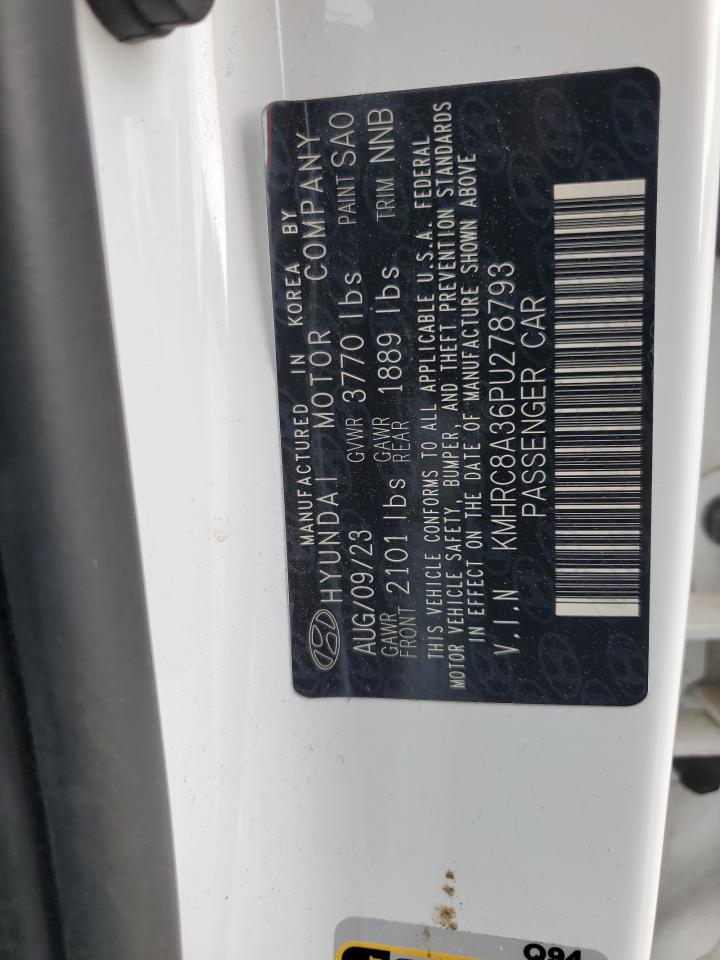 MANUFACTURED IN KOREA BY
HYUNDAI MOTOR COMPANY
AUG/09/23 GVWR 3770 lbs PAINT SAO
GAWR FRONT 2101 lbs GAWR REAR 1889 lbs TRIM NNB
THIS VEHICLE CONFORMS TO ALL APPLICABLE U.S.A. FEDERAL
MOTOR VEHICLE SAFETY, BUMPER, AND THEFT PREVENTION STANDARDS
IN EFFECT ON THE DATE OF MANUFACTURE SHOWN ABOVE
V.I.N KMHRC8A36PU278793
PASSENGER CAR